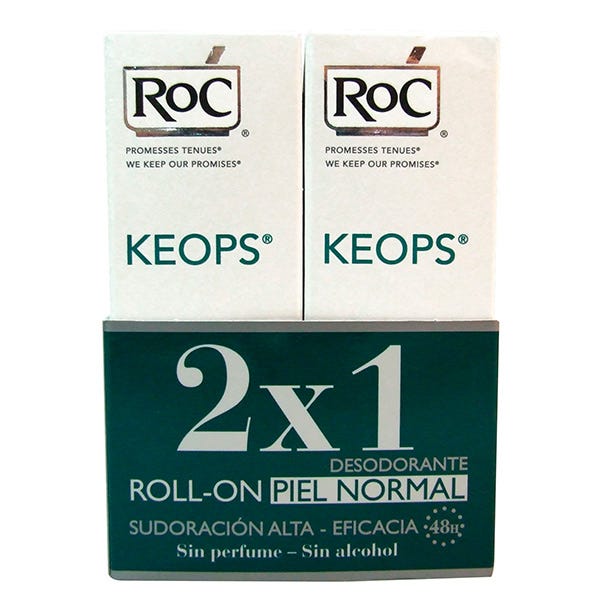 RoC RoC
® ®
PROMESSES TENUES® PROMESSES TENUES®
WE KEEP OUR PROMISES® WE KEEP OUR PROMISES®
KEOPS® KEOPS®
2x1
DESODORANTE
ROLL-ON PIEL NORMAL
SUDORACIÓN ALTA - EFICACIA 48H
Sin perfume – Sin alcohol